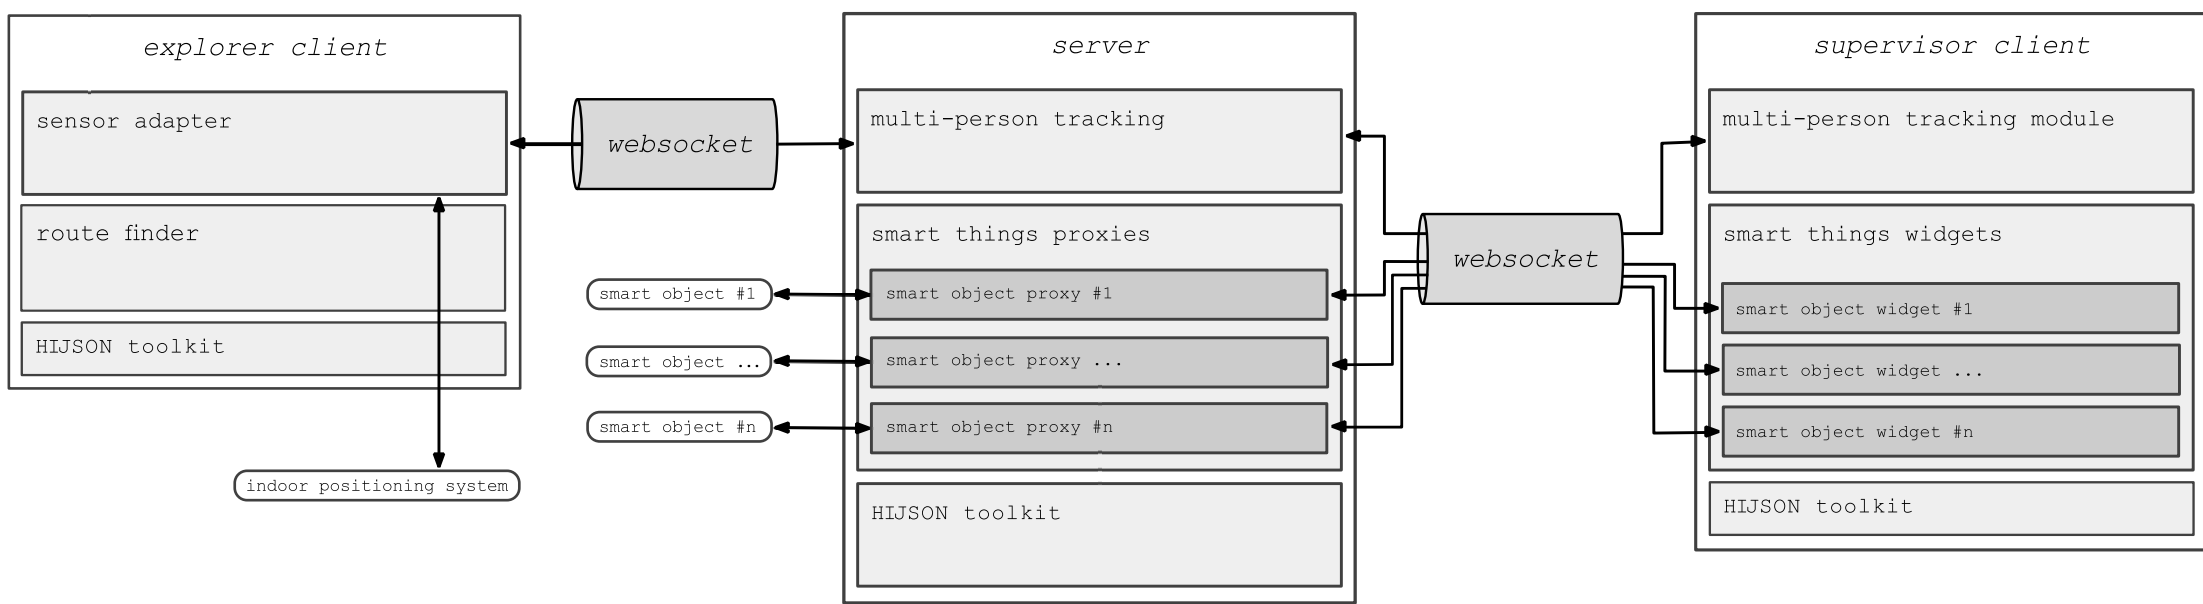 explorer client
sensor adapter
route finder
HIJSON toolkit
indoor positioning system
websocket
smart object #1
smart object ...
smart object #n
server
multi-person tracking
smart things proxies
smart object proxy #1
smart object proxy ...
smart object proxy #n
HIJSON toolkit
websocket
supervisor client
multi-person tracking module
smart things widgets
smart object widget #1
smart object widget ...
smart object widget #n
HIJSON toolkit